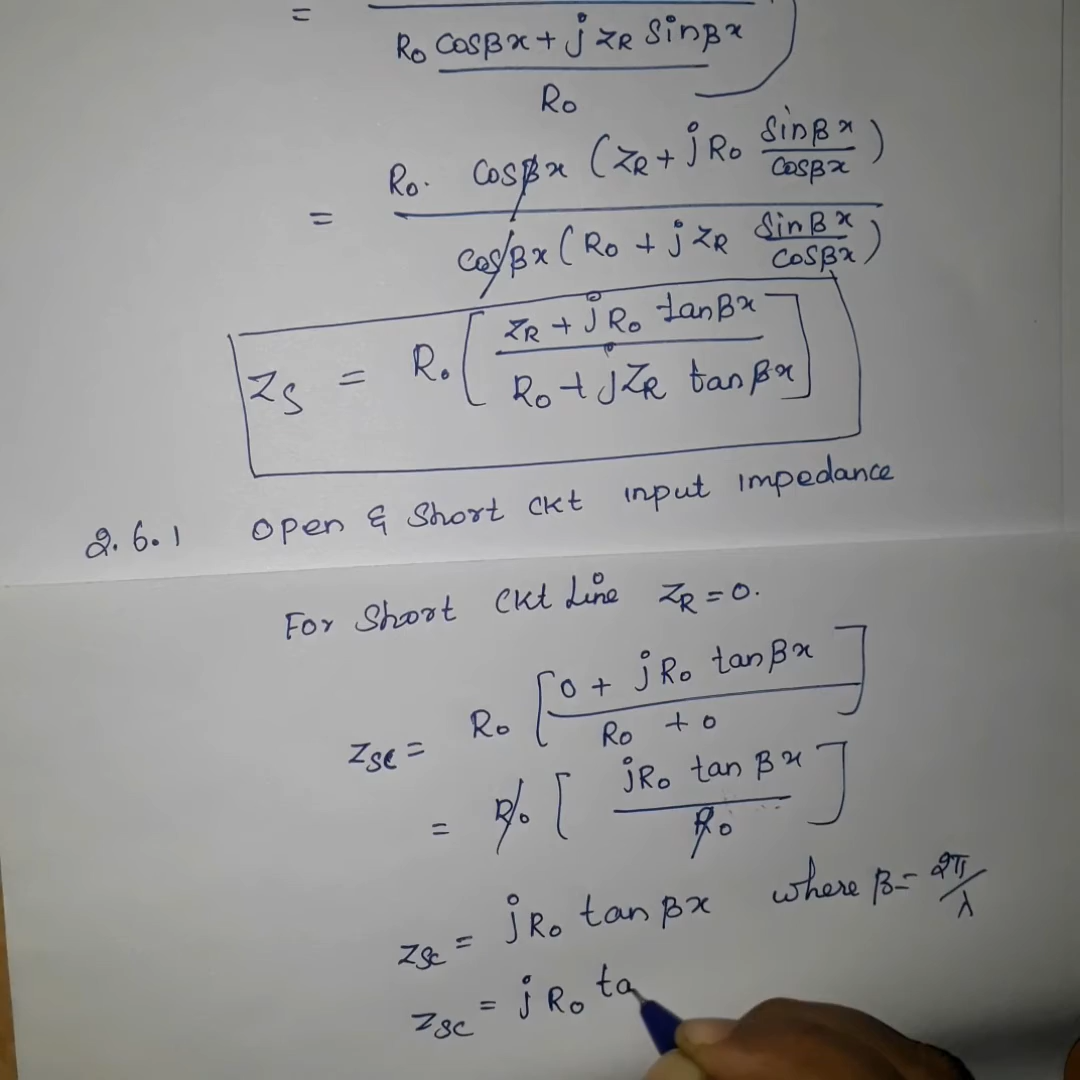 = R₀ cosβx + j Z_R sinβx / R₀
= R₀. cosβx (Z_R + j R₀ sinβx/cosβx) / cosβx (R₀ + j Z_R sinβx/cosβx)
Z_S = R₀ [ Z_R + j R₀ tanβx / R₀ + j Z_R tanβx ]
2.6.1 Open & Short ckt input impedance
For Short ckt Line Z_R = 0.
Z_SC = R₀ [ 0 + j R₀ tanβx / R₀ + 0 ]
= R₀ [ jR₀ tanβx / R₀ ]
Z_SC = j R₀ tanβx where β = 2π/λ
Z_SC = j R₀ ta